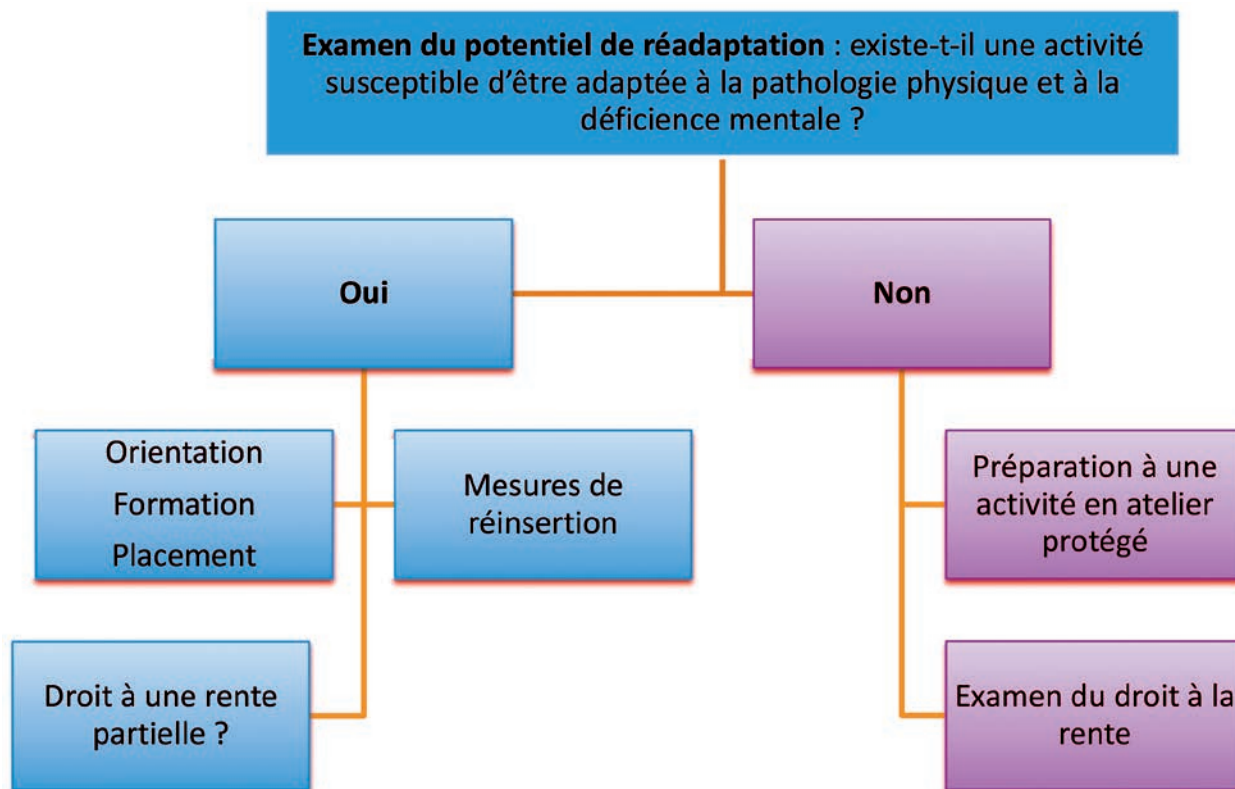 Examen du potentiel de réadaptation : existe-t-il une activité
susceptible d’être adaptée à la pathologie physique et à la
déficience mentale ?
Oui
Non
Orientation
Formation
Placement
Mesures de
réinsertion
Préparation à une
activité en atelier
protégé
Droit à une rente
partielle ?
Examen du droit à la
rente